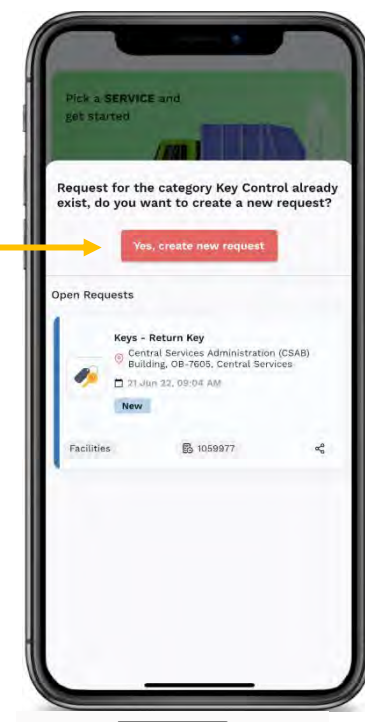 Pick a SERVICE and
get started
Request for the category Key Control already
exist, do you want to create a new request?
Yes, create new request
Open Requests
Keys - Return Key
Central Services Administration (CSAB)
Building, OB-7605, Central Services
21 Jun 22, 09:04 AM
New
Facilities
1059977